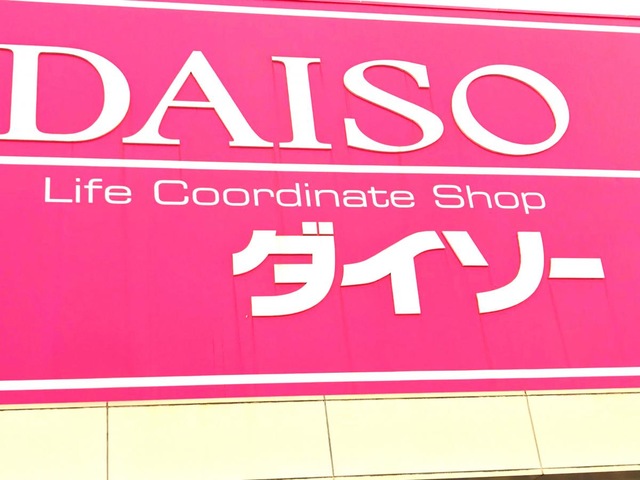 DAISO
Life Coordinate Shop
ダイソー